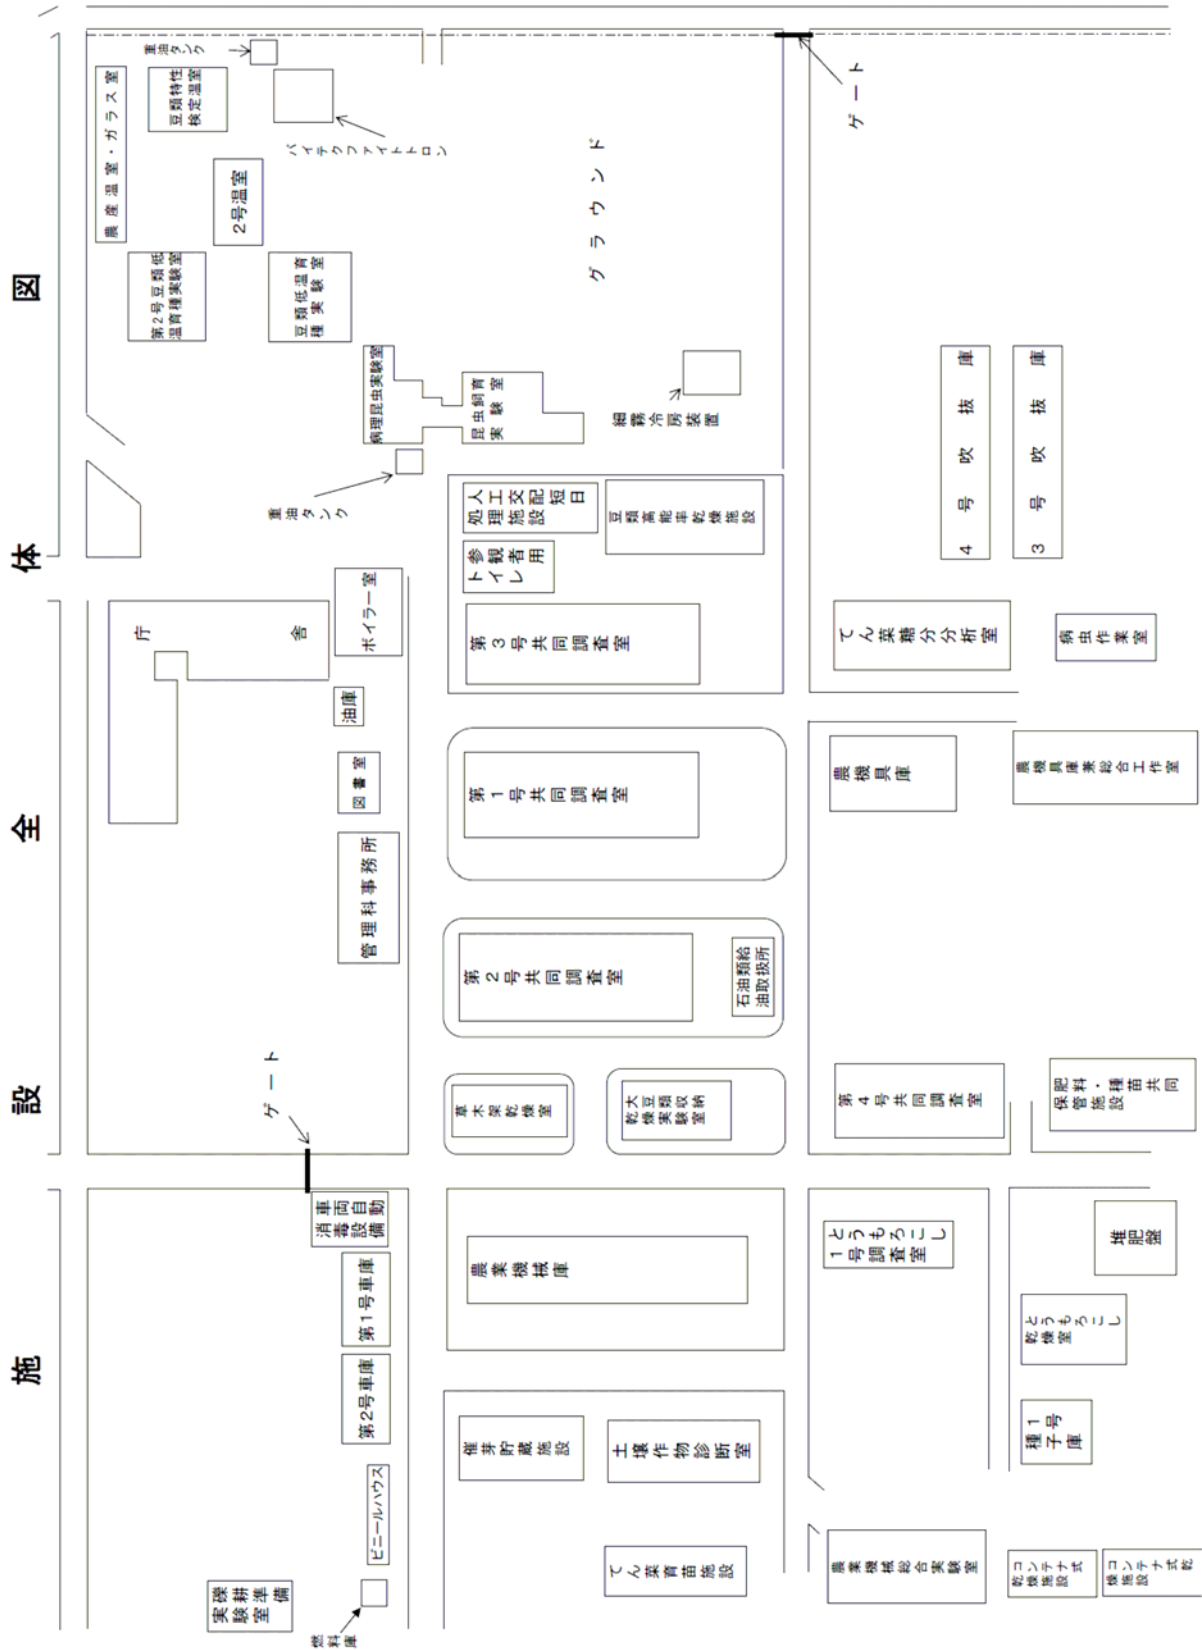 施設全体図
礫耕準備
実験室
燃料庫
ビニールハウス
第2号車庫
第1号車庫
車両自動
消毒設備
ゲート
管理科事務所
図書室
油庫
ボイラー室
庁舎
重油タンク
病理昆虫実験室
昆虫飼育
実験室
第2号豆類低
温育種実験室
豆類低温育
種実験室
2号温室
農産温室・ガラス室
豆類特性
検定温室
重油タンク
バイテクファイトトロン
グラウンド
細霧冷房装置
てん菜育苗施設
催芽貯蔵施設
土壌作物診断室
農業機械庫
草木架乾燥室
大豆類収納
乾燥実験室
第2号共同調査室
石油類給
油取扱所
第1号共同調査室
第3号共同調査室
参観者用
トイレ
人工交配短日
処理施設
豆類高能率乾燥施設
ゲート
農業機械総合実験室
コンテナ式
乾燥施設
コンテナ式乾
燥施設
1号
種子庫
とうもろこし
乾燥室
堆肥盤
とうもろこし
1号調査室
第4号共同調査室
肥料・種苗共同
保管施設
農機具庫
農機具庫兼総合工作室
てん菜糖分分析室
病虫作業室
4号吹抜庫
3号吹抜庫